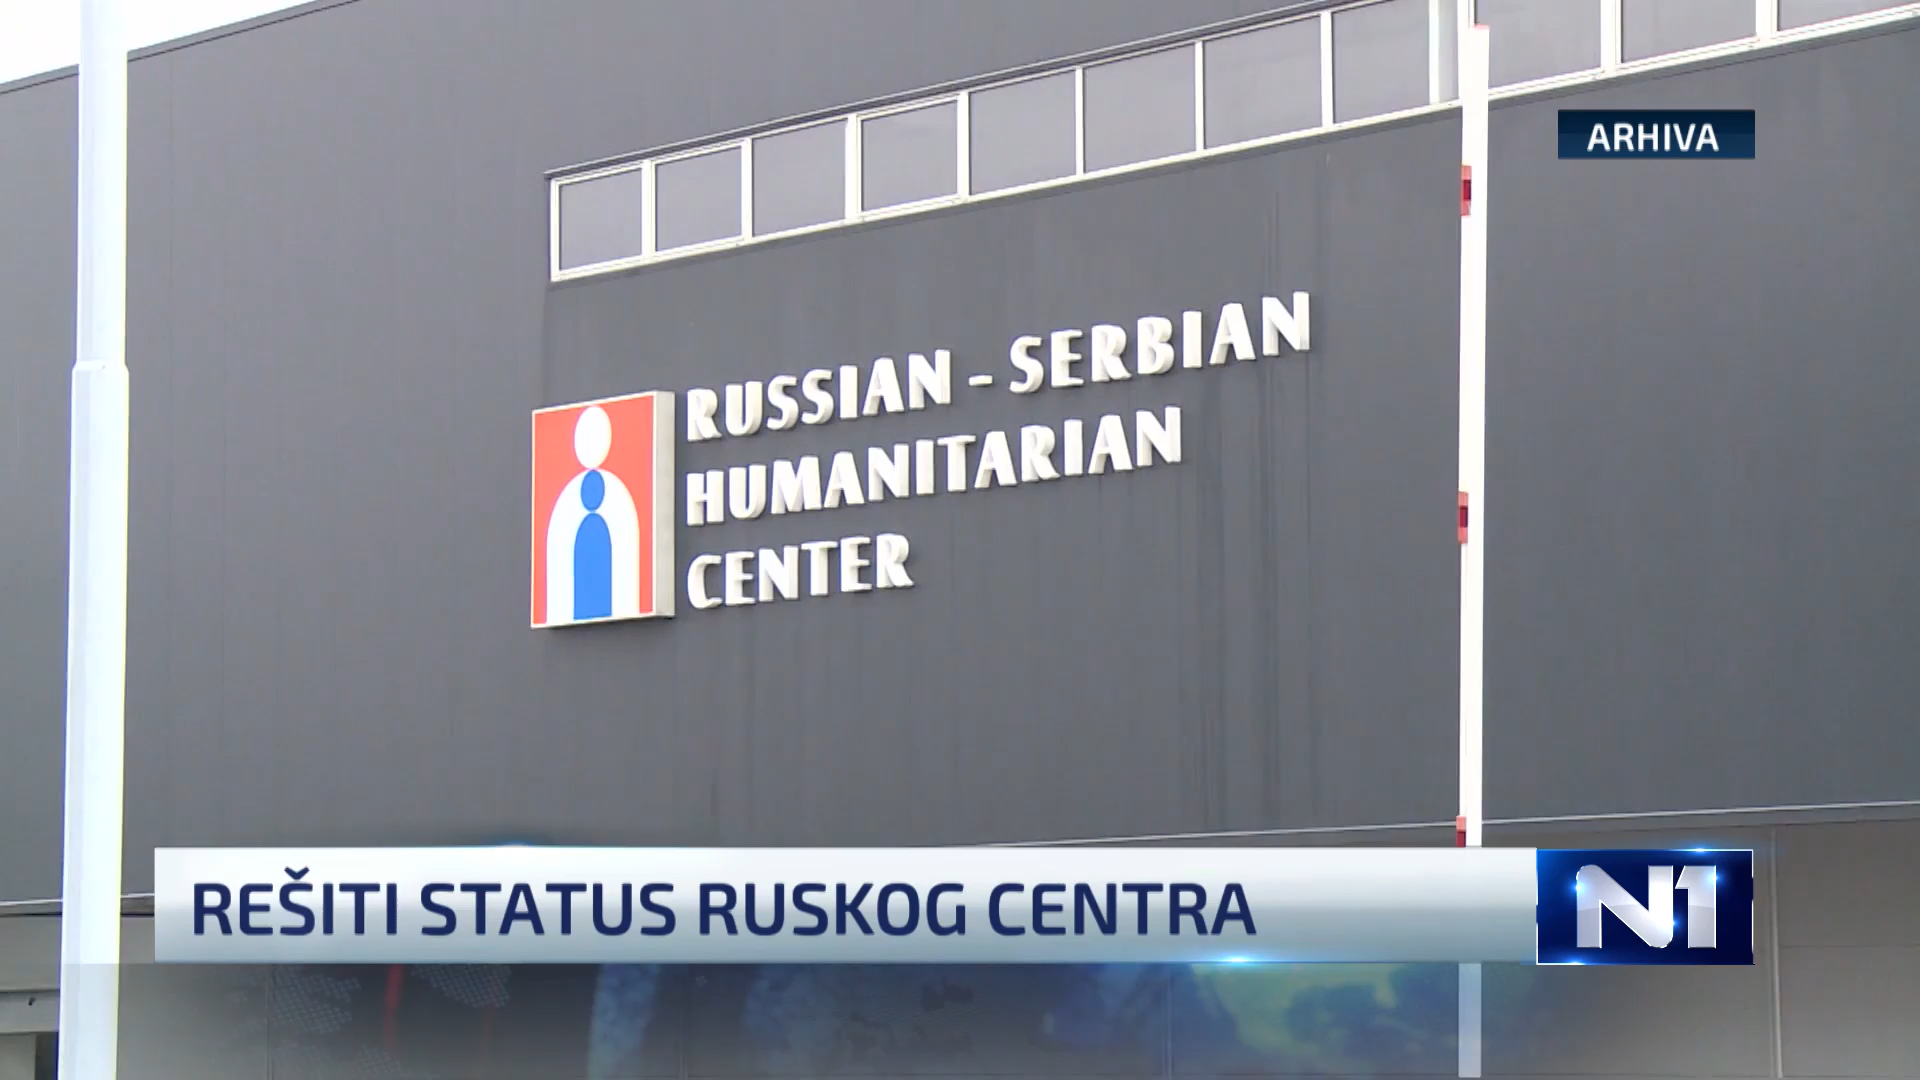 ARHIVA
RUSSIAN - SERBIAN
HUMANITARIAN
CENTER
REŠITI STATUS RUSKOG CENTRA
N1